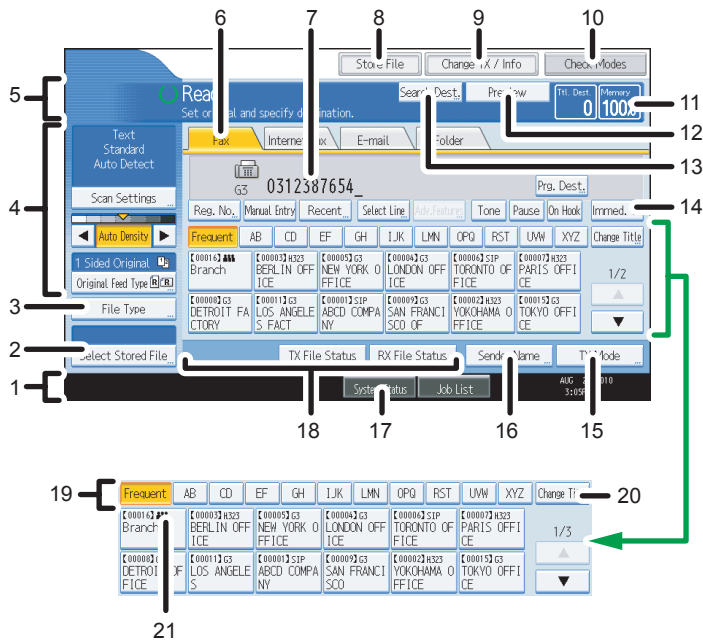 6 7 8 9 10
Store File Change TX / Info Check Modes
5 Ready Search Dest. Preview Ttl. Dest. Memory
Set original and specify destination. 0 100% 11
12
13
Text
Standard
Auto Detect
Fax Internet Fax E-mail Folder
G3 0312387654_
Prg. Dest.
4 Scan Settings
Reg. No. Manual Entry Recent Select Line Adv.Features Tone Pause On Hook Immed. 14
Auto Density
Frequent AB CD EF GH IJK LMN OPQ RST UVW XYZ Change Title
1 Sided Original
Original Feed Type
【00016】 【00003】H323 【00005】G3 【00004】G3 【00006】SIP 【00007】H323
Branch BERLIN OFF NEW YORK O LONDON OFF TORONTO OF PARIS OFFI
ICE FFICE ICE FICE CE
1/2
3 File Type
【00008】G3 【00011】G3 【00001】SIP 【00009】G3 【00002】H323 【00015】G3
DETROIT FA LOS ANGELE ABCD COMPA SAN FRANCI YOKOHAMA O TOKYO OFFI
CTORY S FACT NY SCO OF FFICE CE
2 Select Stored File
TX File Status RX File Status Sender Name TX Mode
1 System Status Job List AUG 2010
3:05P
18 17 16 15
19 Frequent AB CD EF GH IJK LMN OPQ RST UVW XYZ Change Ti 20
【00016】 【00003】H323 【00005】G3 【00004】G3 【00006】SIP 【00007】H323
Branch BERLIN OFF NEW YORK O LONDON OFF TORONTO OF PARIS OFFI
ICE FFICE ICE FICE CE
1/3
【00008】 【00011】G3 【00001】SIP 【00009】G3 【00002】H323 【00015】G3
DETROI OF LOS ANGELE ABCD COMPA SAN FRANCI YOKOHAMA O TOKYO OFFI
FICE S NY SCO FFICE CE
21